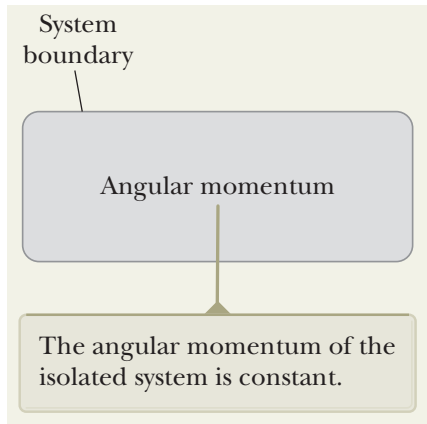 System
boundary
Angular momentum
The angular momentum of the
isolated system is constant.